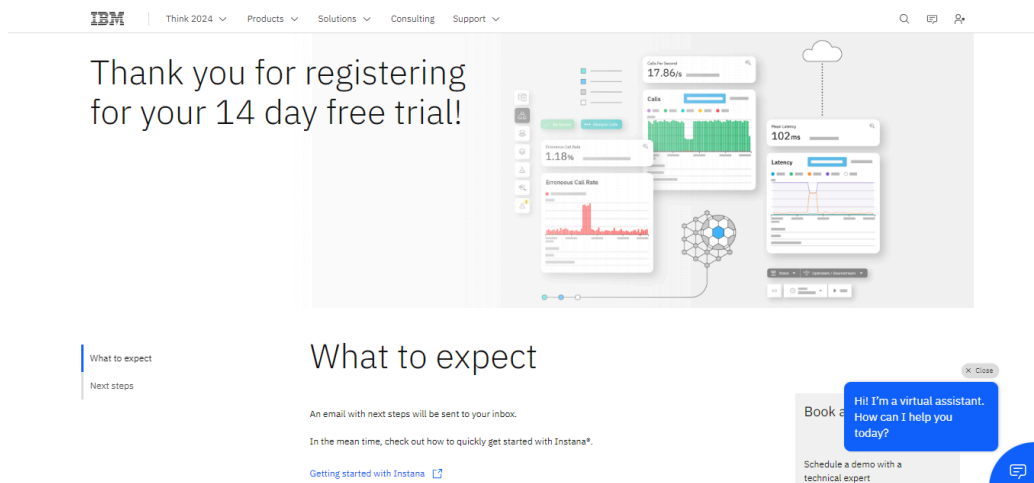 IBM
Think 2024
Products
Solutions
Consulting
Support
Thank you for registering
for your 14 day free trial!
Calls Per Second
17.86/s
Calls
Erroneous Call Rate
1.18%
Erroneous Call Rate
Mean Latency
102ms
Latency
What to expect
Next steps
What to expect
An email with next steps will be sent to your inbox.
In the mean time, check out how to quickly get started with Instana®.
Getting started with Instana
× Close
Hi! I'm a virtual assistant.
How can I help you
today?
Book a
Schedule a demo with a
technical expert